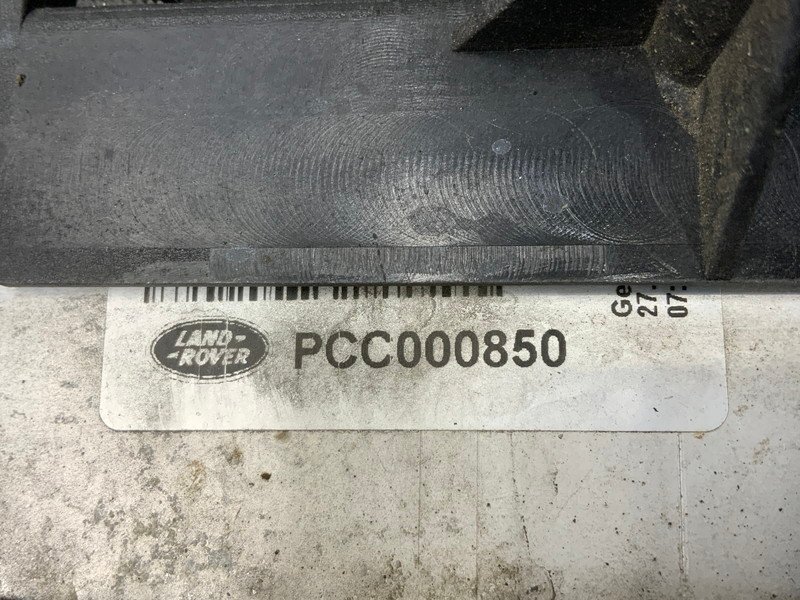 LAND-
-ROVER
PCC000850
Ge
27.
07: